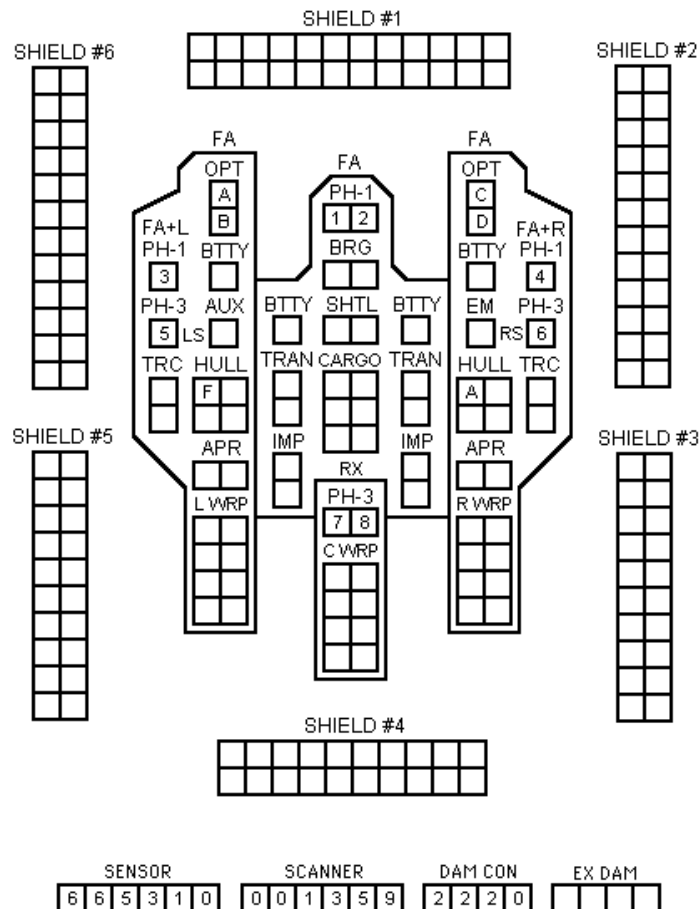 SHIELD #1
SHIELD #6
SHIELD #2
FA
FA
FA
OPT
OPT
A
B
PH-1
1 2
C
D
FA+L
PH-1
3
BTTY
BRG
BTTY
FA+R
PH-1
4
PH-3
5
LS
AUX
BTTY
SHTL
BTTY
EM
RS
PH-3
6
TRC
HULL
F
TRAN
CARGO
TRAN
HULL
A
TRC
SHIELD #5
SHIELD #3
APR
IMP
IMP
APR
RX
PH-3
7 8
L WRP
C WRP
R WRP
SHIELD #4
SENSOR
6 6 5 3 1 0
SCANNER
0 0 1 3 5 9
DAM CON
2 2 2 0
EX DAM